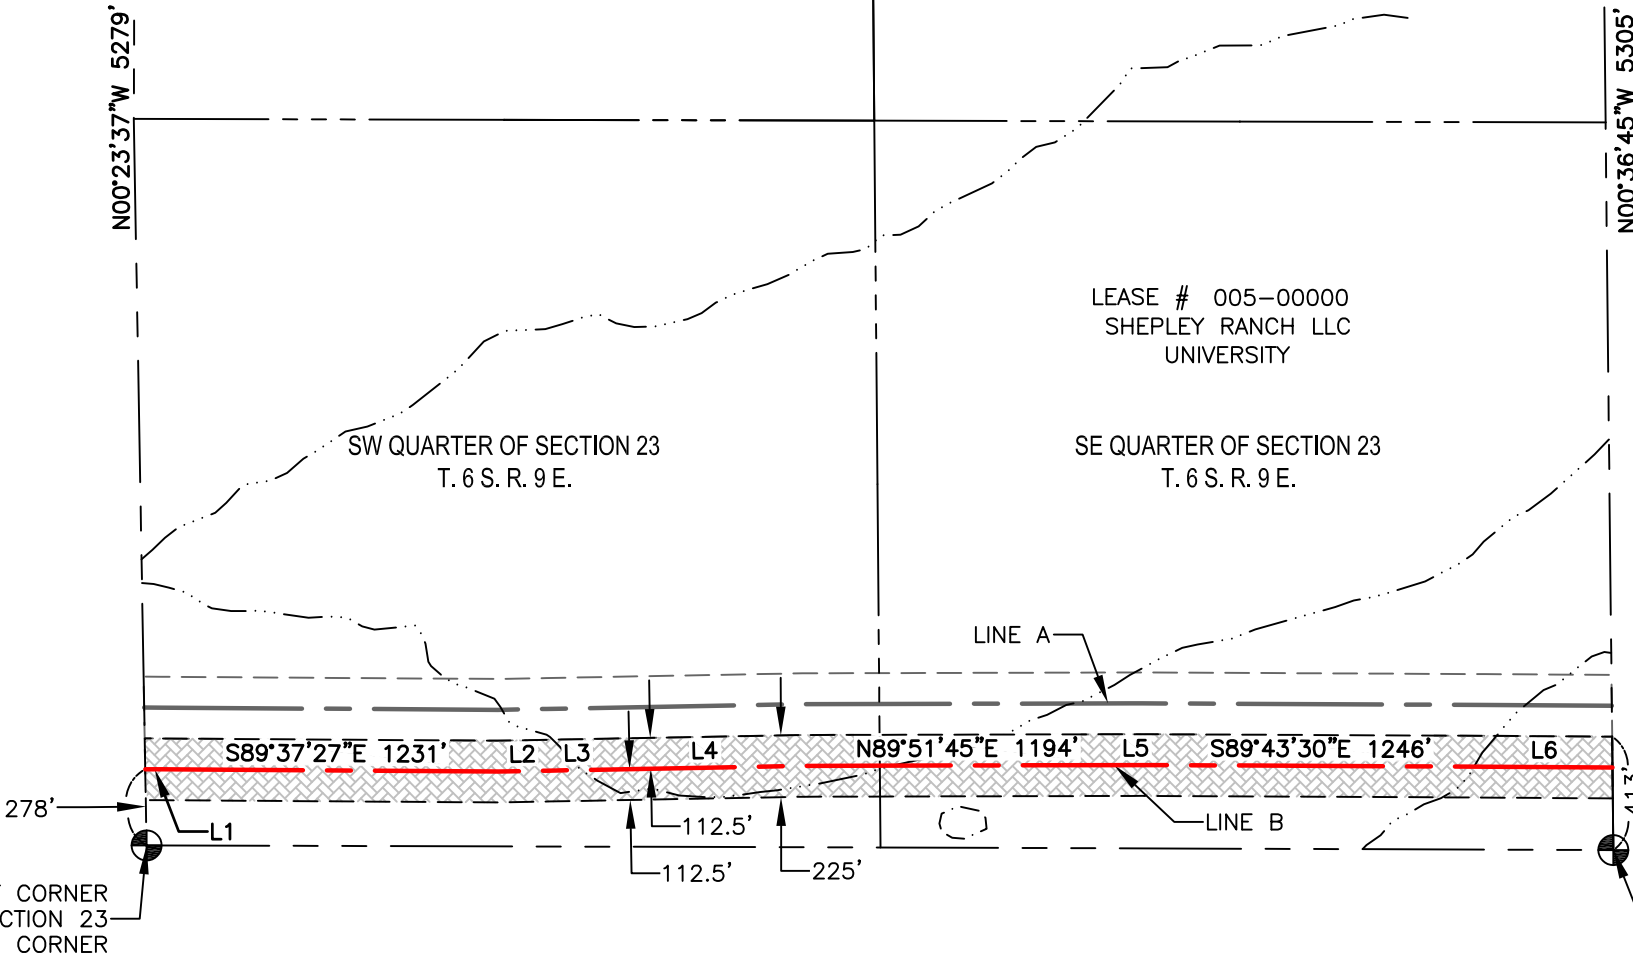 N00°23'37"W 5279'
N00°36'45"W 5305'
LEASE # 005-00000
SHEPLEY RANCH LLC
UNIVERSITY
SW QUARTER OF SECTION 23
T. 6 S. R. 9 E.
SE QUARTER OF SECTION 23
T. 6 S. R. 9 E.
LINE A
S89°37'27"E 1231' L2 L3 L4 N89°51'45"E 1194' L5 S89°43'30"E 1246' L6
278'
413'
L1
112.5'
LINE B
112.5'
225'
CORNER
CTION 23
CORNER